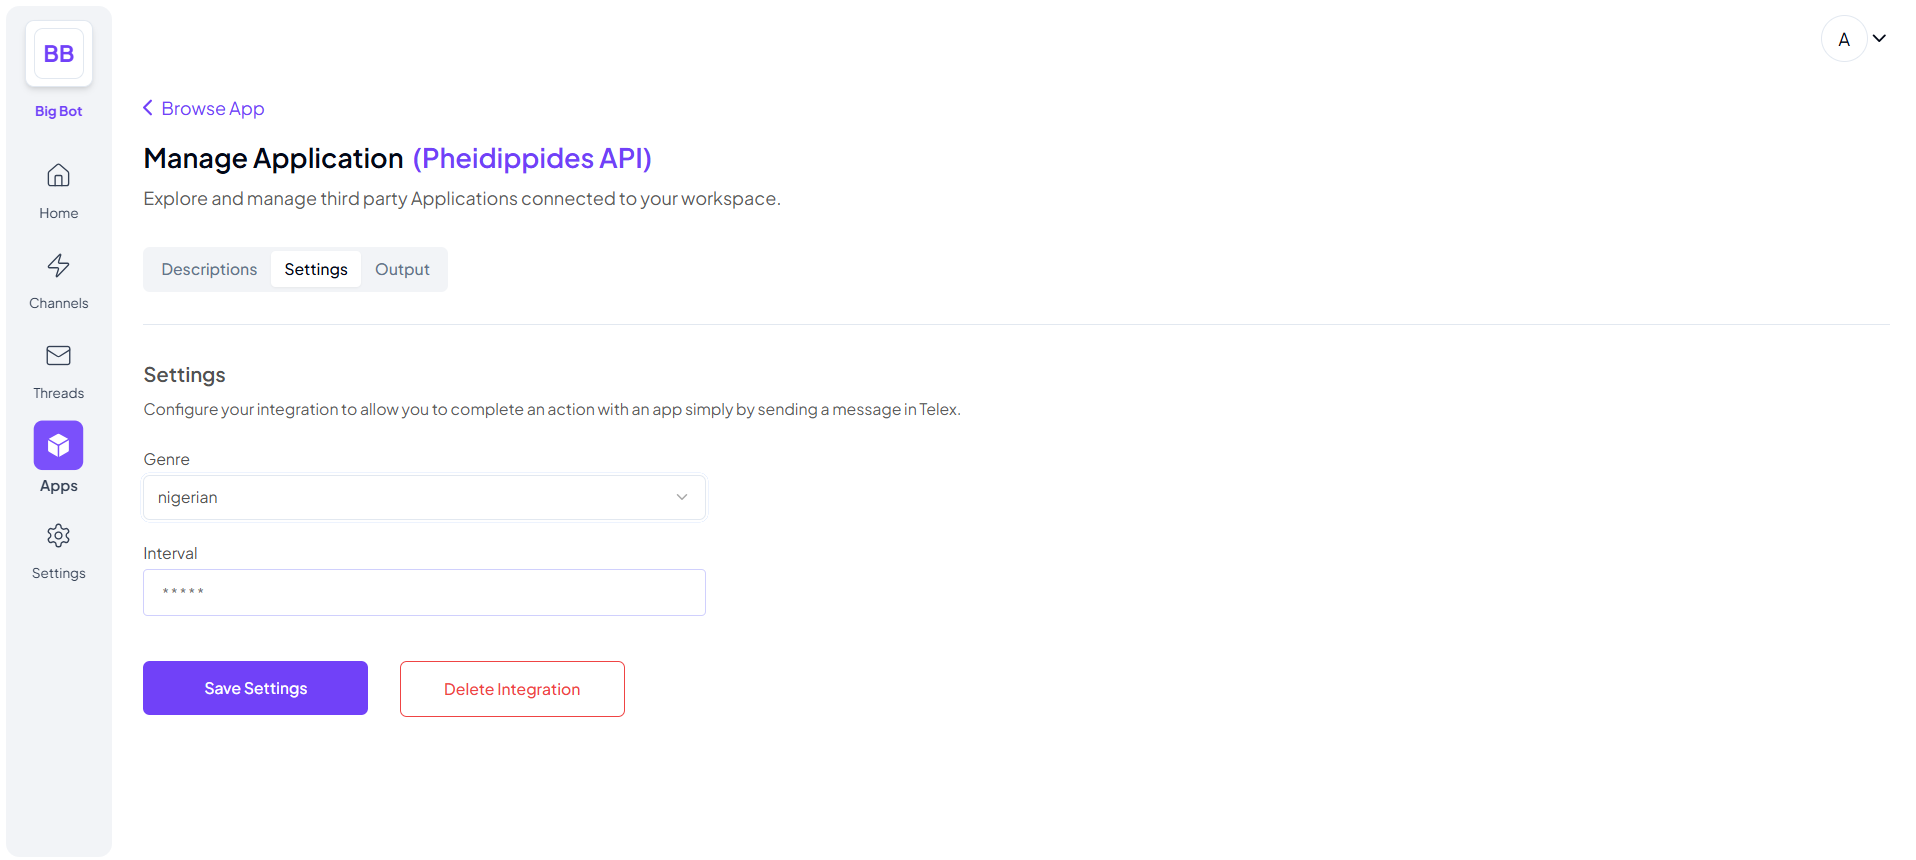 BB
Big Bot
Home
Channels
Threads
Apps
Settings
A
Browse App
Manage Application (Pheidippides API)
Explore and manage third party Applications connected to your workspace.
Descriptions Settings Output
Settings
Configure your integration to allow you to complete an action with an app simply by sending a message in Telex.
Genre
nigerian
Interval
* * * * *
Save Settings Delete Integration